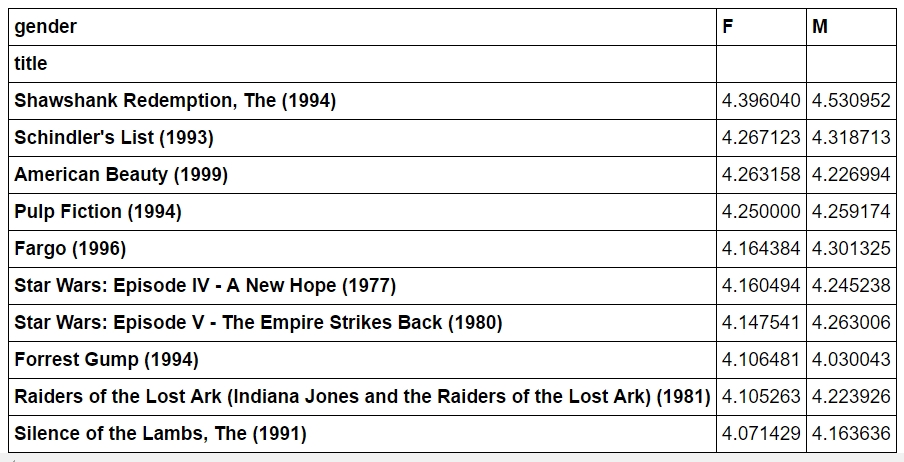 gender F M
title
Shawshank Redemption, The (1994) 4.396040 4.530952
Schindler's List (1993) 4.267123 4.318713
American Beauty (1999) 4.263158 4.226994
Pulp Fiction (1994) 4.250000 4.259174
Fargo (1996) 4.164384 4.301325
Star Wars: Episode IV - A New Hope (1977) 4.160494 4.245238
Star Wars: Episode V - The Empire Strikes Back (1980) 4.147541 4.263006
Forrest Gump (1994) 4.106481 4.030043
Raiders of the Lost Ark (Indiana Jones and the Raiders of the Lost Ark) (1981) 4.105263 4.223926
Silence of the Lambs, The (1991) 4.071429 4.163636